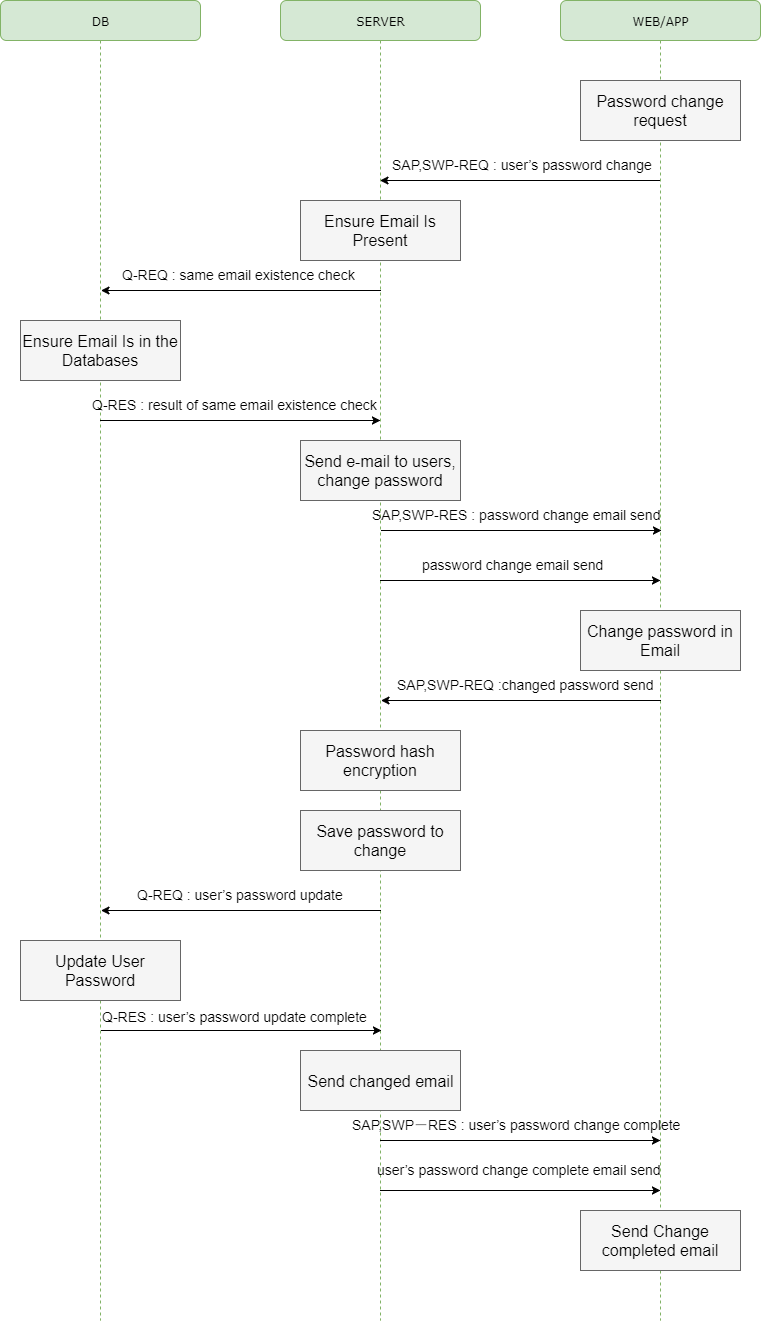 DB
SERVER
WEB/APP
Password change
request
SAP,SWP-REQ : user's password change
Ensure Email Is
Present
Q-REQ : same email existence check
Ensure Email Is in the
Databases
Q-RES : result of same email existence check
Send e-mail to users,
change password
SAP,SWP-RES : password change email send
password change email send
Change password in
Email
SAP,SWP-REQ :changed password send
Password hash
encryption
Save password to
change
Q-REQ : user's password update
Update User
Password
Q-RES : user's password update complete
Send changed email
SAP,SWP－RES : user's password change complete
user's password change complete email send
Send Change
completed email